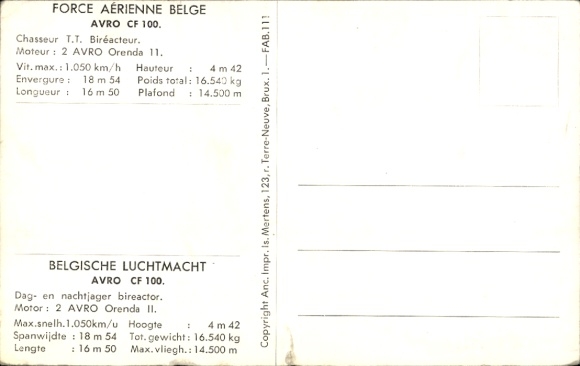 FORCE AÉRIENNE BELGE
AVRO CF 100.
Chasseur T.T. Biréacteur.
Moteur : 2 AVRO Orenda 11.
Vit. max. : 1.050 km/h Hauteur : 4 m 42
Envergure : 18 m 54 Poids total : 16.540 kg
Longueur : 16 m 50 Plafond : 14.500 m
BELGISCHE LUCHTMACHT
AVRO CF 100.
Dag- en nachtjager bireactor.
Motor : 2 AVRO Orenda II.
Max.snelh.1.050km/u Hoogte : 4 m 42
Spanwijdte : 18 m 54 Tot. gewicht : 16.540 kg
Lengte : 16 m 50 Max. vliegh. : 14.500 m
Copyright Anc. Impr. Is. Mertens, 123, r. Terre-Neuve, Brux. 1. — FAB.111